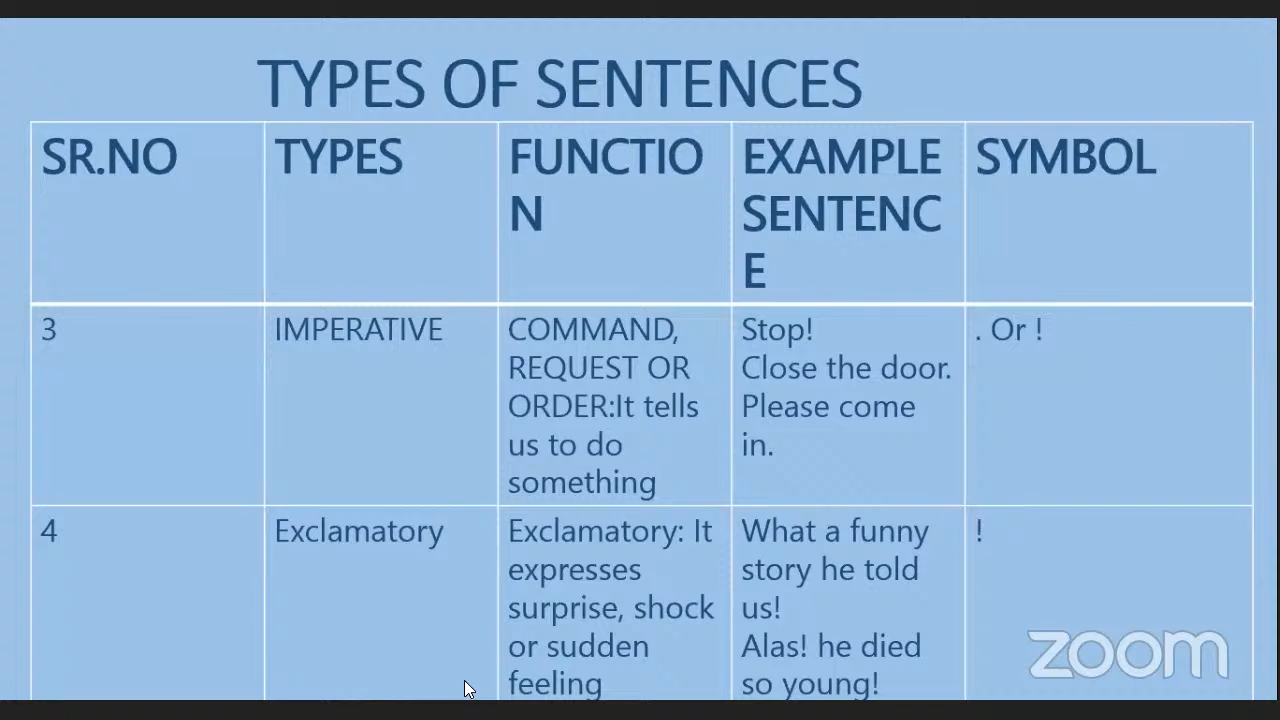 TYPES OF SENTENCES
SR.NO
TYPES
FUNCTIO
N
EXAMPLE
SENTENC
E
SYMBOL
3
IMPERATIVE
COMMAND,
REQUEST OR
ORDER:It tells
us to do
something
Stop!
Close the door.
Please come
in.
. Or !
4
Exclamatory
Exclamatory: It
expresses
surprise, shock
or sudden
feeling
What a funny
story he told
us!
Alas! he died
so young!
!
zoom